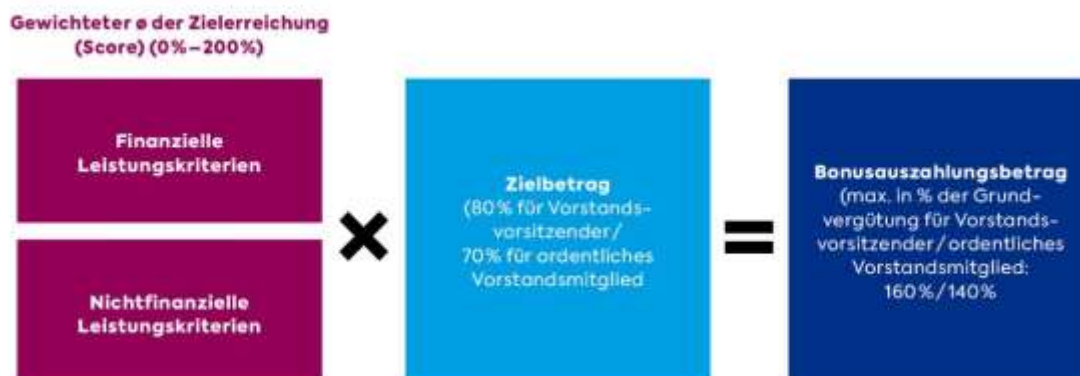 Gewichteter ø der Zielerreichung
(Score) (0%–200%)
Finanzielle
Leistungskriterien
Nichtfinanzielle
Leistungskriterien
Zielbetrag
(80% für Vorstands-
vorsitzender/
70% für ordentliches
Vorstandsmitglied
Bonusauszahlungsbetrag
(max. in % der Grund-
vergütung für Vorstands-
vorsitzender/ordentliches
Vorstandsmitglied:
160%/140%